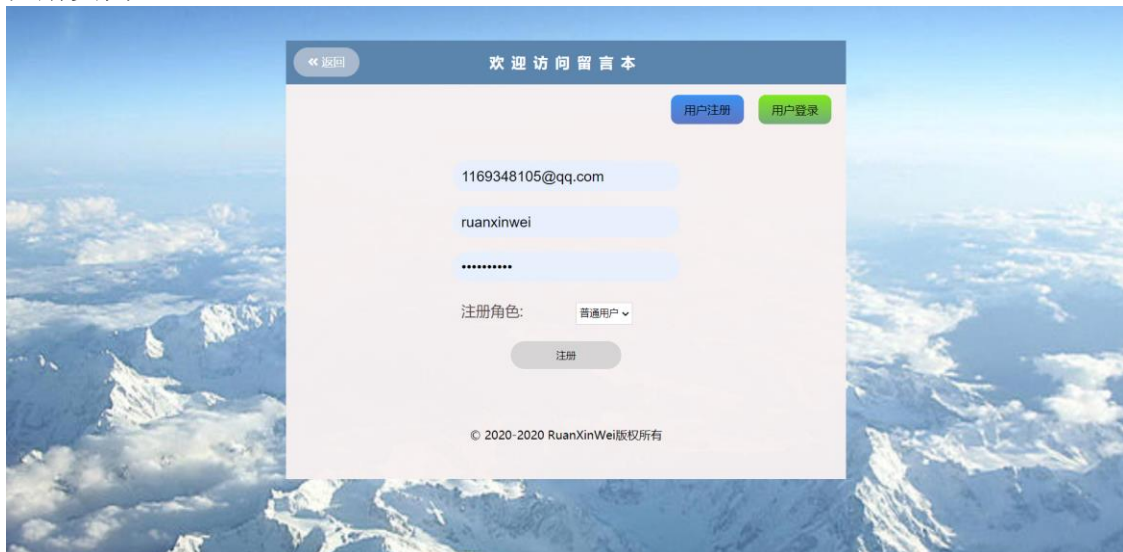 « 返回
欢迎访问留言本
用户注册 用户登录
1169348105@qq.com
ruanxinwei
••••••••••
注册角色: 普通用户
注册
© 2020-2020 RuanXinWei版权所有